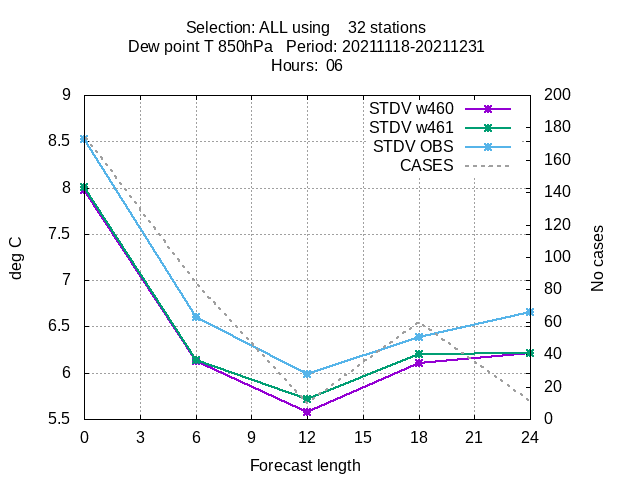 Selection: ALL using    32 stations
Dew point T 850hPa   Period: 20211118-20211231
Hours:  06
9
8.5
8
7.5
7
6.5
6
5.5
deg C
STDV w460
STDV w461
STDV OBS
CASES
200
180
160
140
120
100
80
60
40
20
0
No cases
0 3 6 9 12 15 18 21 24
Forecast length